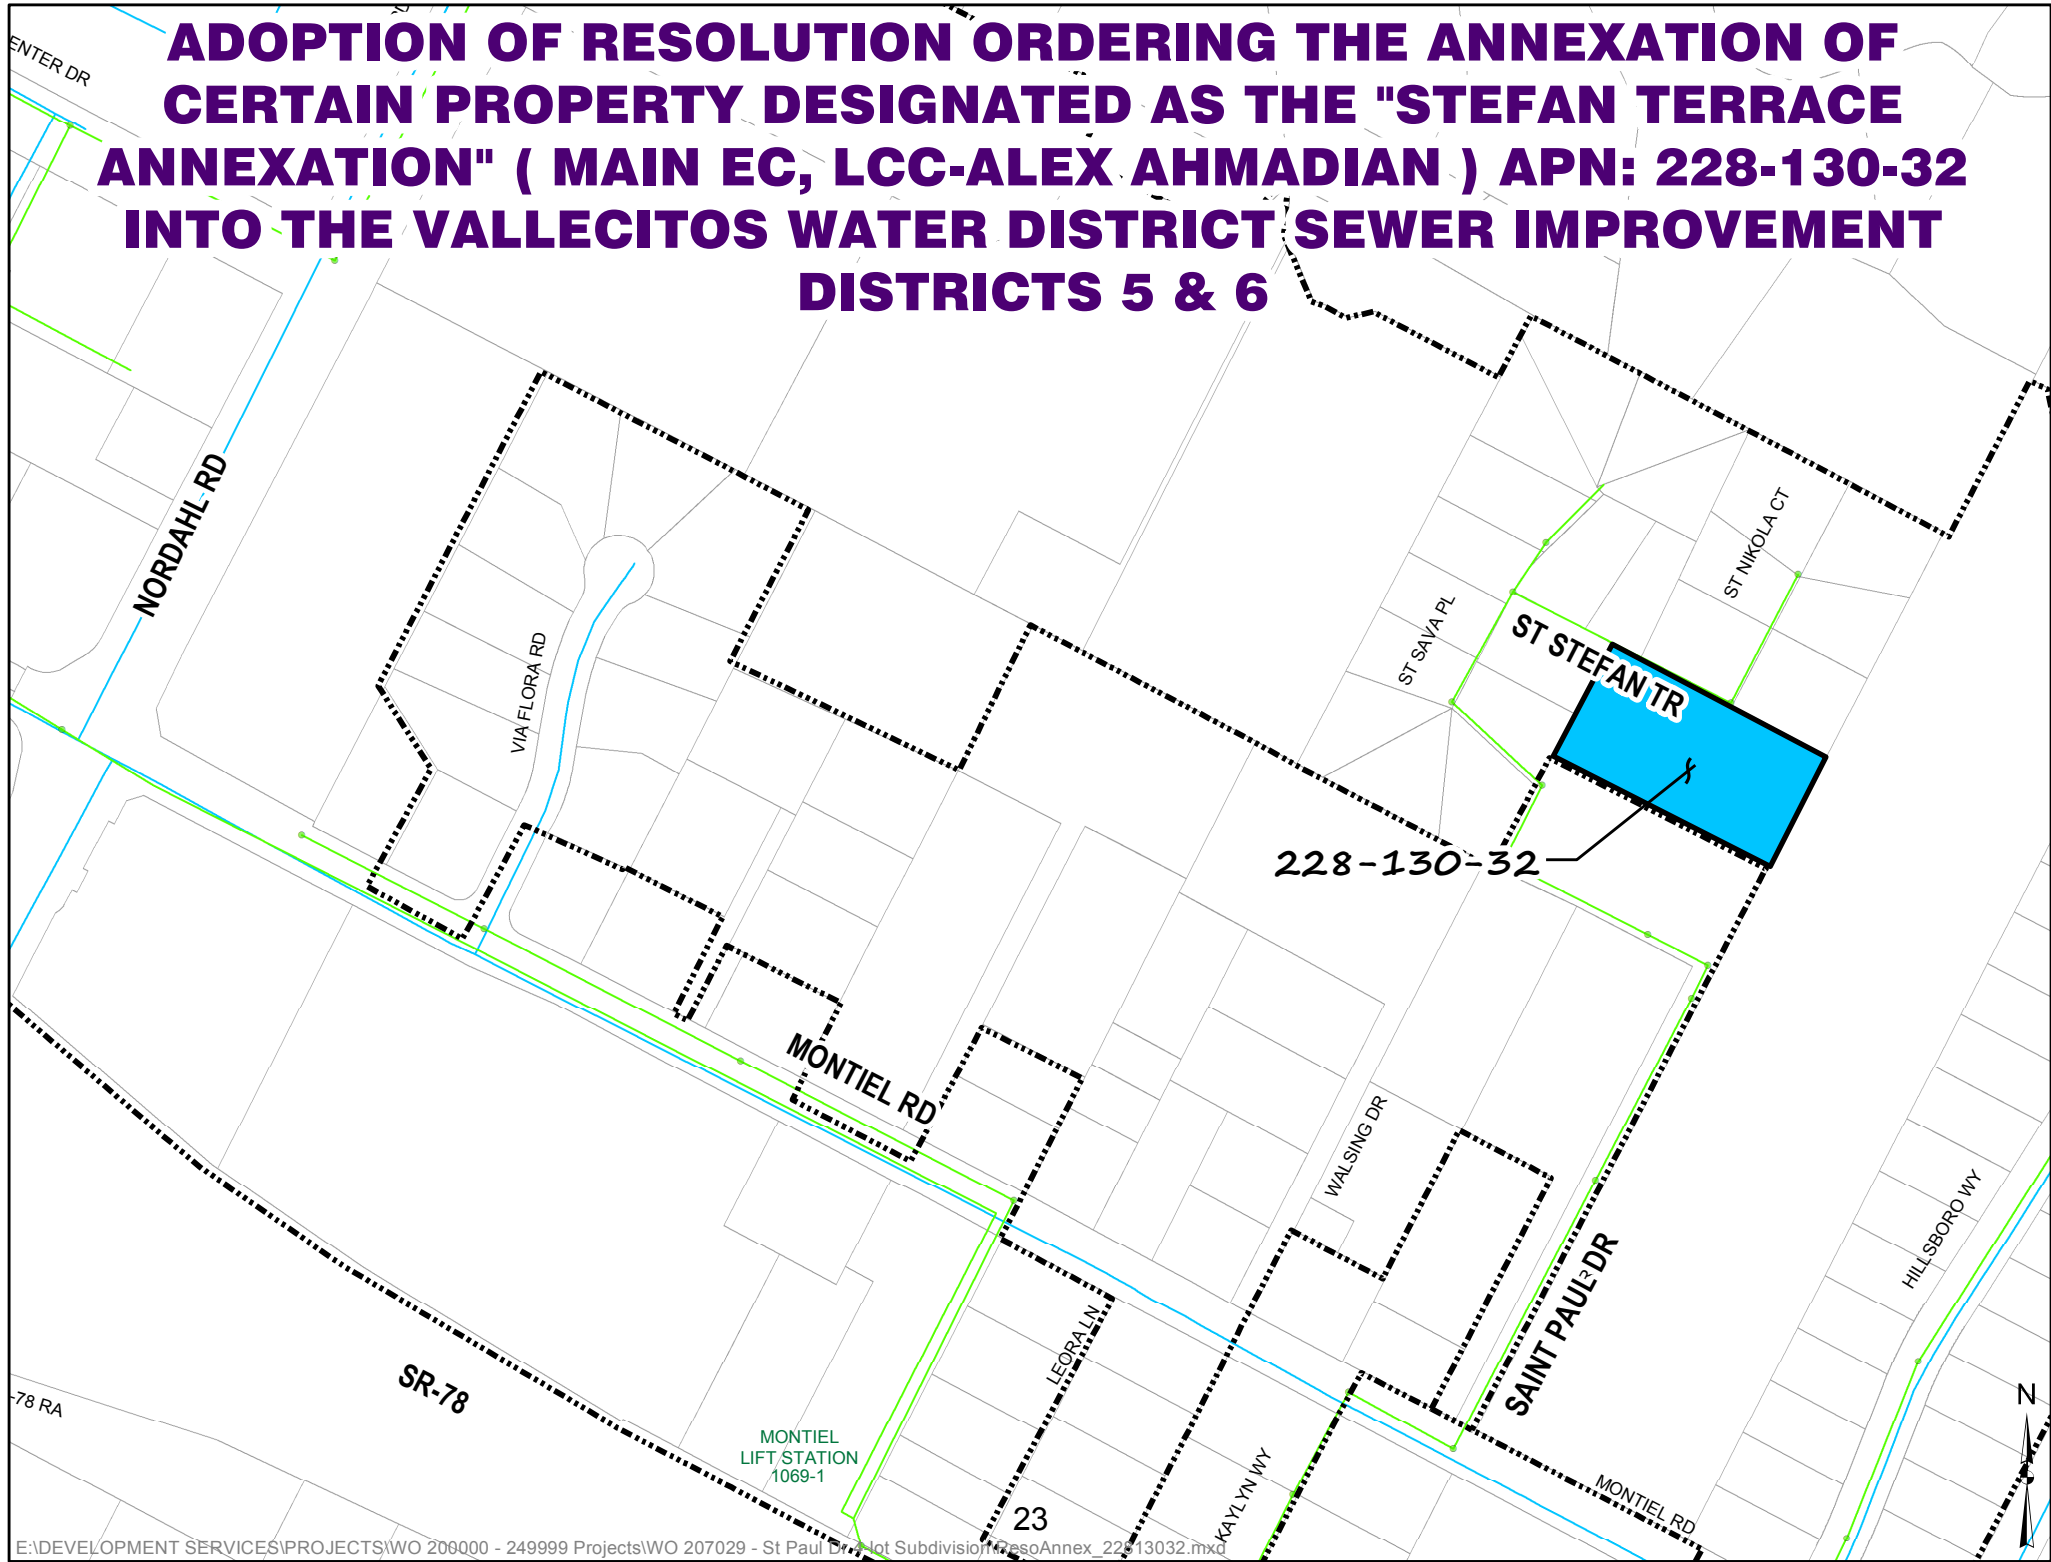 ADOPTION OF RESOLUTION ORDERING THE ANNEXATION OF
CERTAIN PROPERTY DESIGNATED AS THE "STEFAN TERRACE
ANNEXATION" ( MAIN EC, LCC-ALEX AHMADIAN ) APN: 228-130-32
INTO THE VALLECITOS WATER DISTRICT SEWER IMPROVEMENT
DISTRICTS 5 & 6
ENTER DR
NORDAHL RD
VIA FLORA RD
ST NIKOLA CT
ST SAVA PL
ST STEFAN TR
228-130-32
MONTIEL RD
WALSING DR
HILLSBORO WY
SAINT PAUL DR
LEORA LN
SR-78
-78 RA
MONTIEL
LIFT STATION
1069-1
KAYLYN WY
MONTIEL RD
N
23
E:\DEVELOPMENT SERVICES\PROJECTS\WO 200000 - 249999 Projects\WO 207029 - St Paul Dr 4-lot Subdivision\ResoAnnex_22813032.mxd